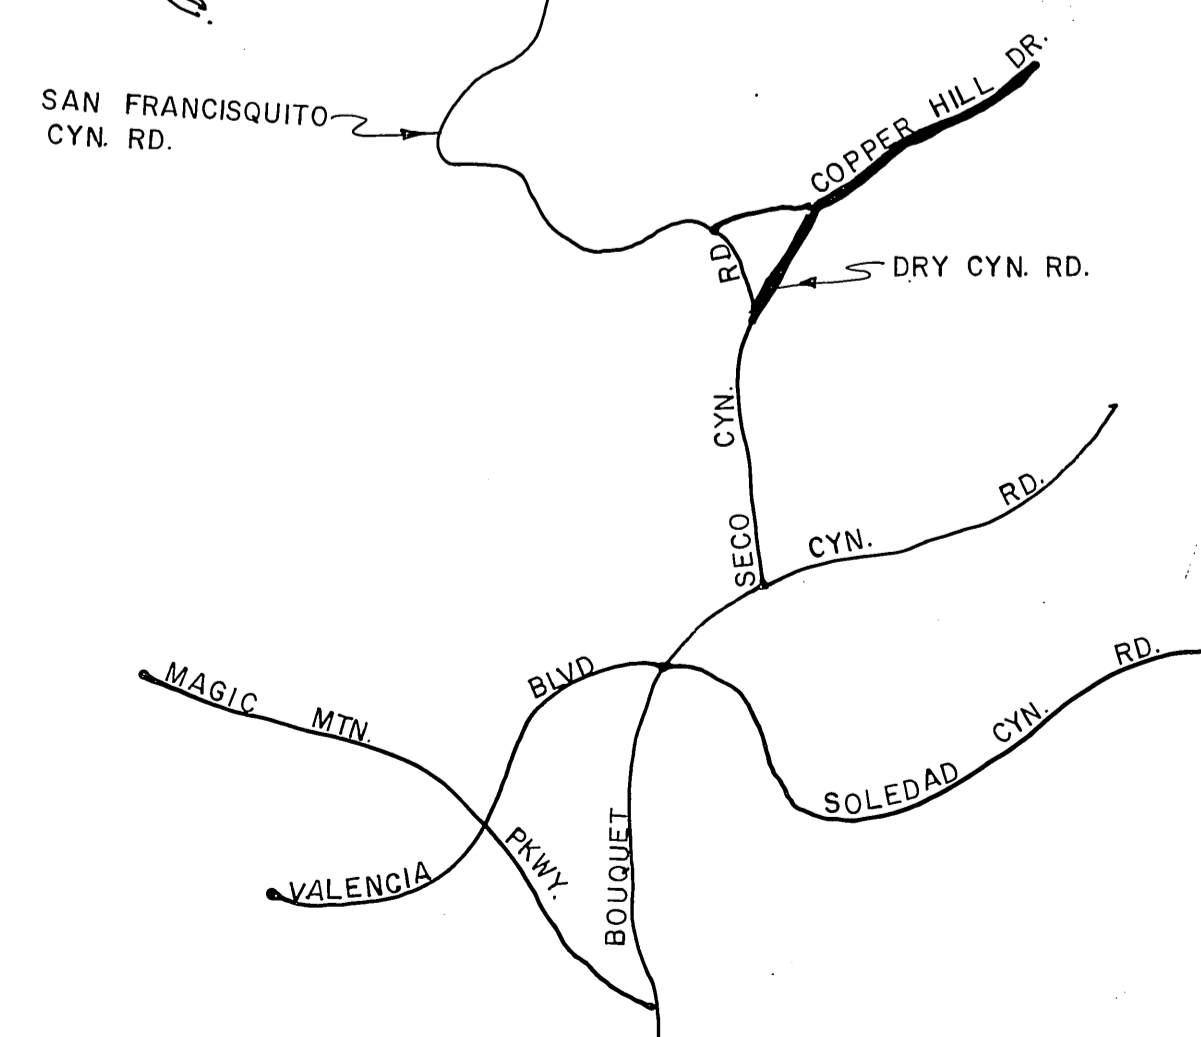 SAN FRANCISQUITO
CYN. RD.
COPPER HILL DR.
DRY CYN. RD.
SECO CYN. RD
BOUQUET CYN. RD.
MAGIC MTN. PKWY.
VALENCIA BLVD
SOLEDAD CYN. RD.